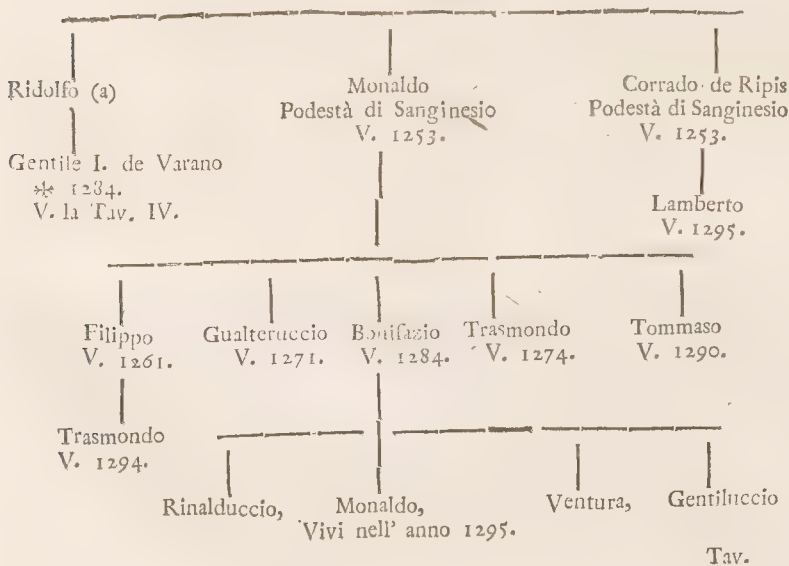 Ridolfo (a)
Monaldo
Podestà di Sanginesio
V. 1253.
Corrado de Ripis
Podestà di Sanginesio
V. 1253.
Gentile I. de Varano
✠ 1284.
V. la Tav. IV.
Lamberto
V. 1295.
Filippo
V. 1261.
Gualteruccio
V. 1271.
Bonifazio
V. 1284.
Trasmondo
V. 1274.
Tommaso
V. 1290.
Trasmondo
V. 1294.
Rinalduccio, Monaldo, Ventura, Gentiluccio
Vivi nell' anno 1295.
Tav.